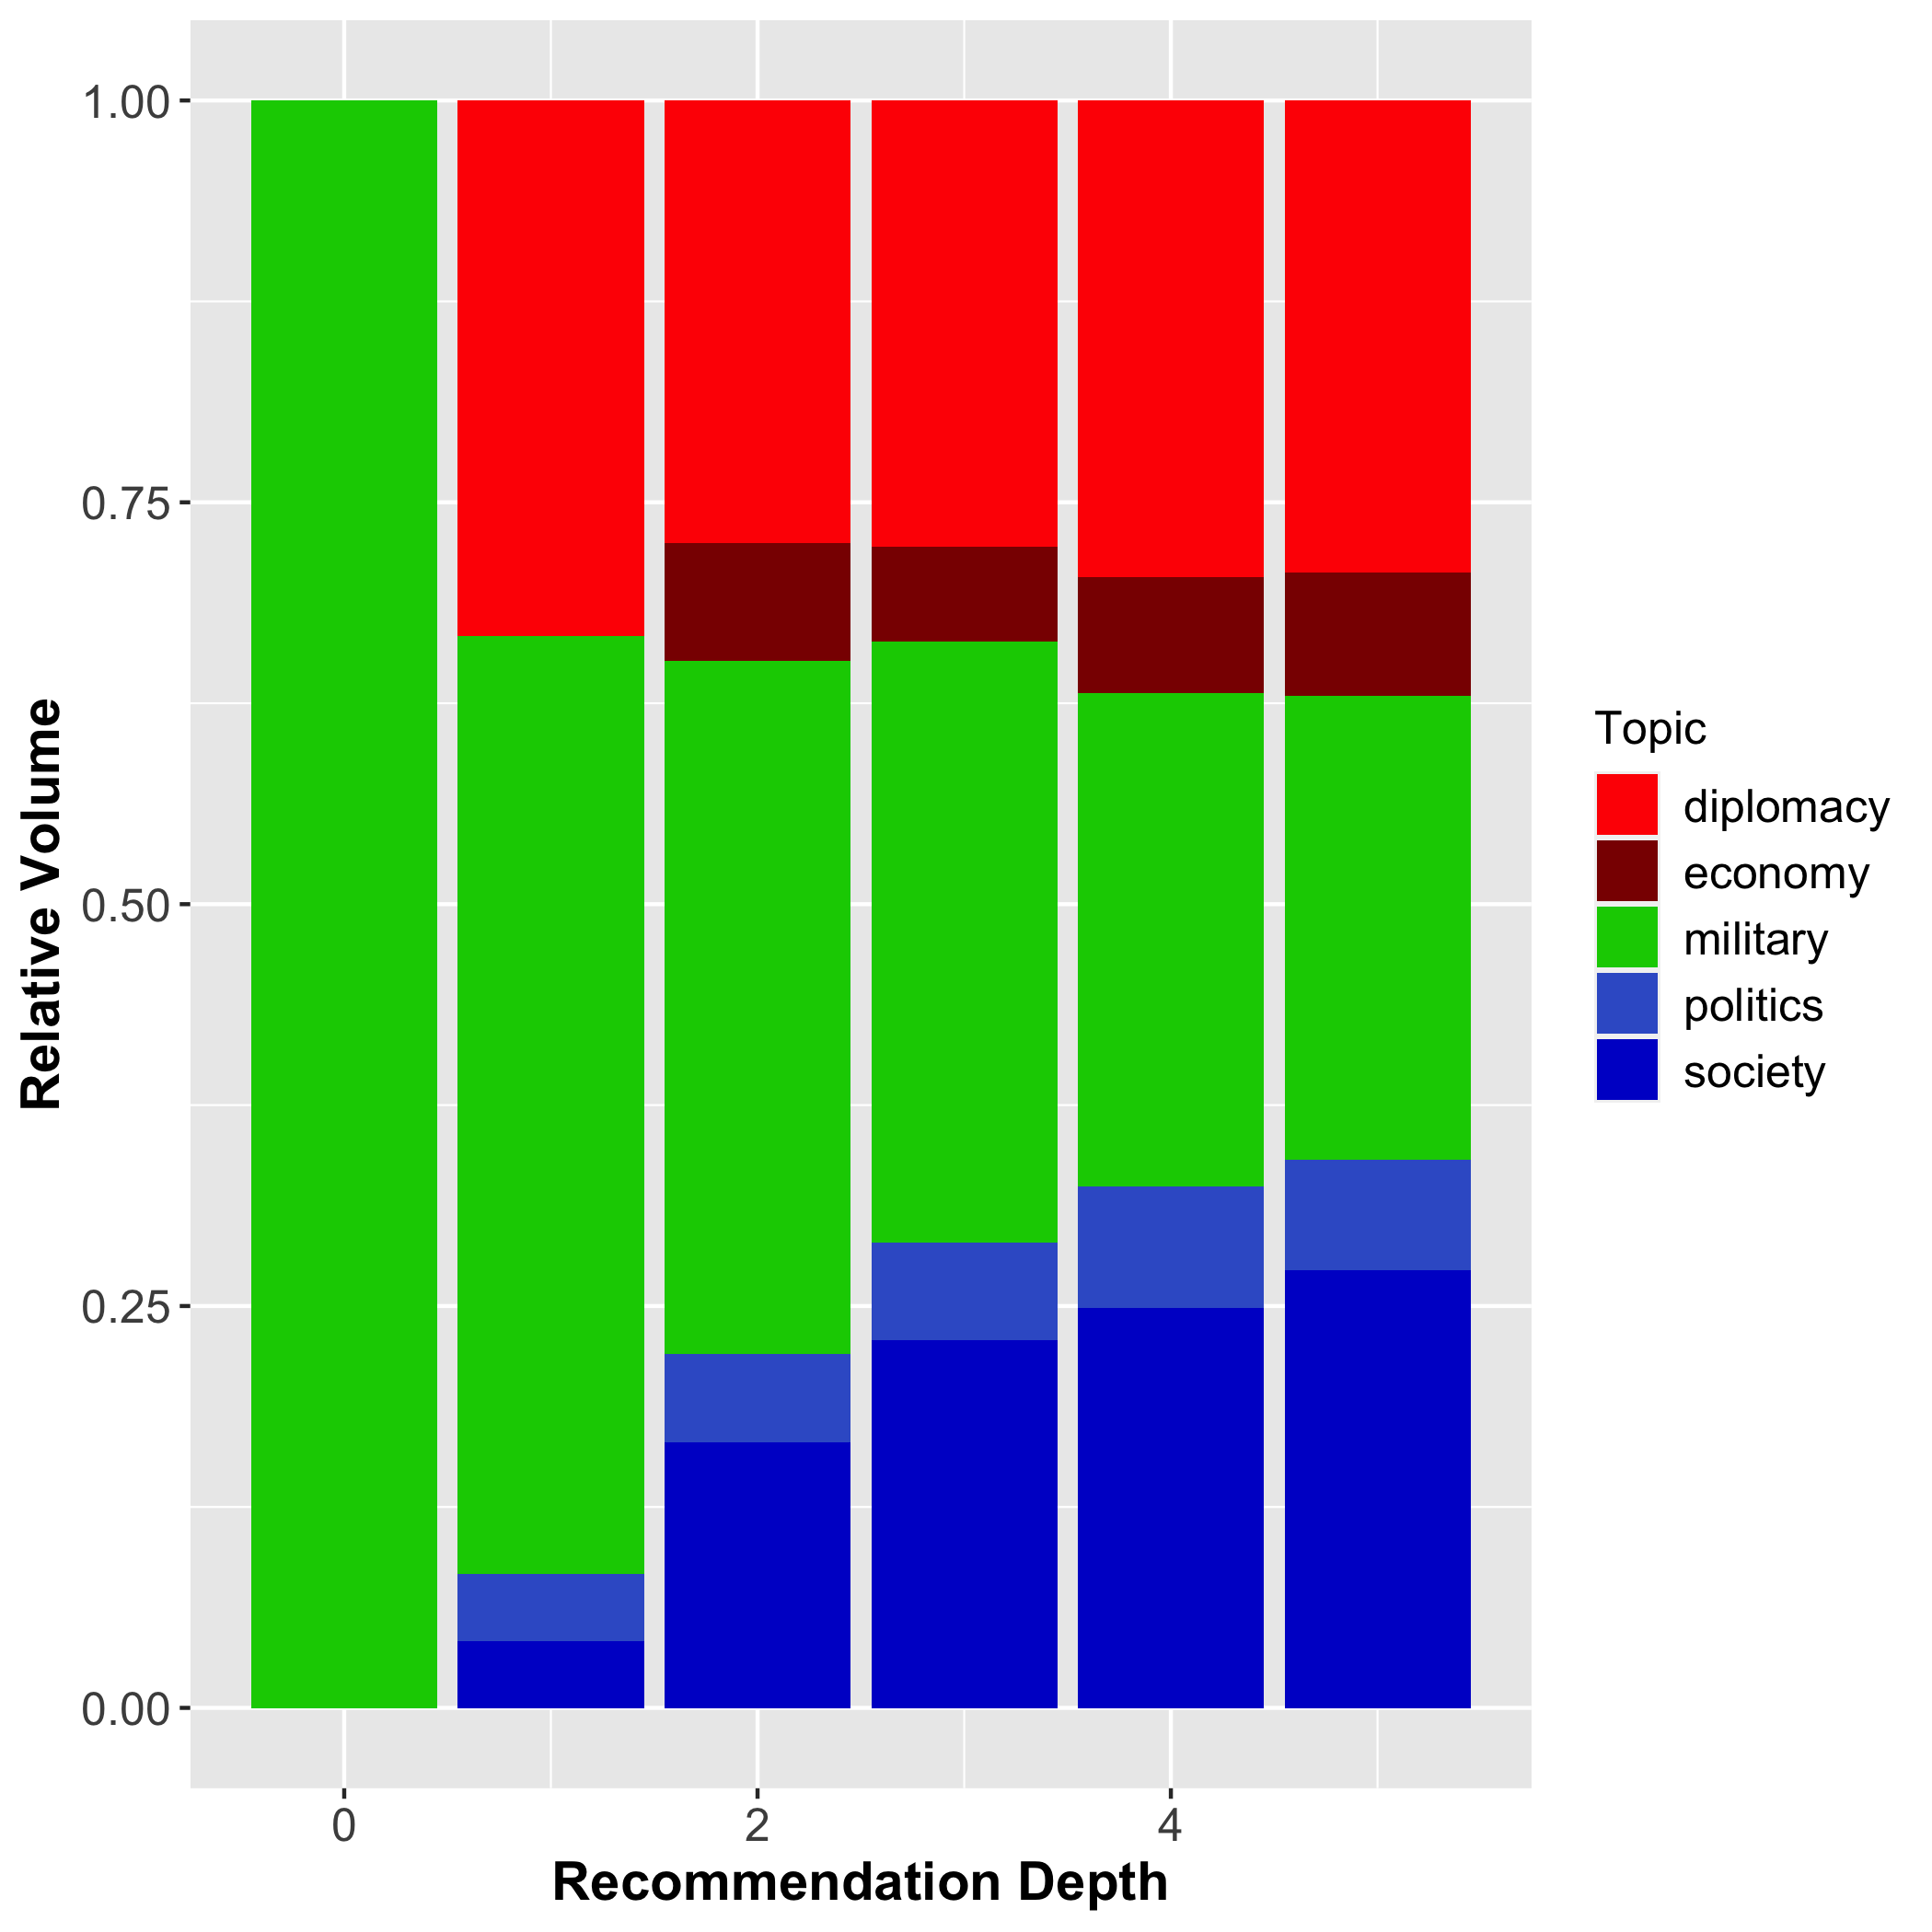 1.00
0.75
0.50
0.25
0.00
Relative Volume
0
2
4
Recommendation Depth
Topic
diplomacy
economy
military
politics
society